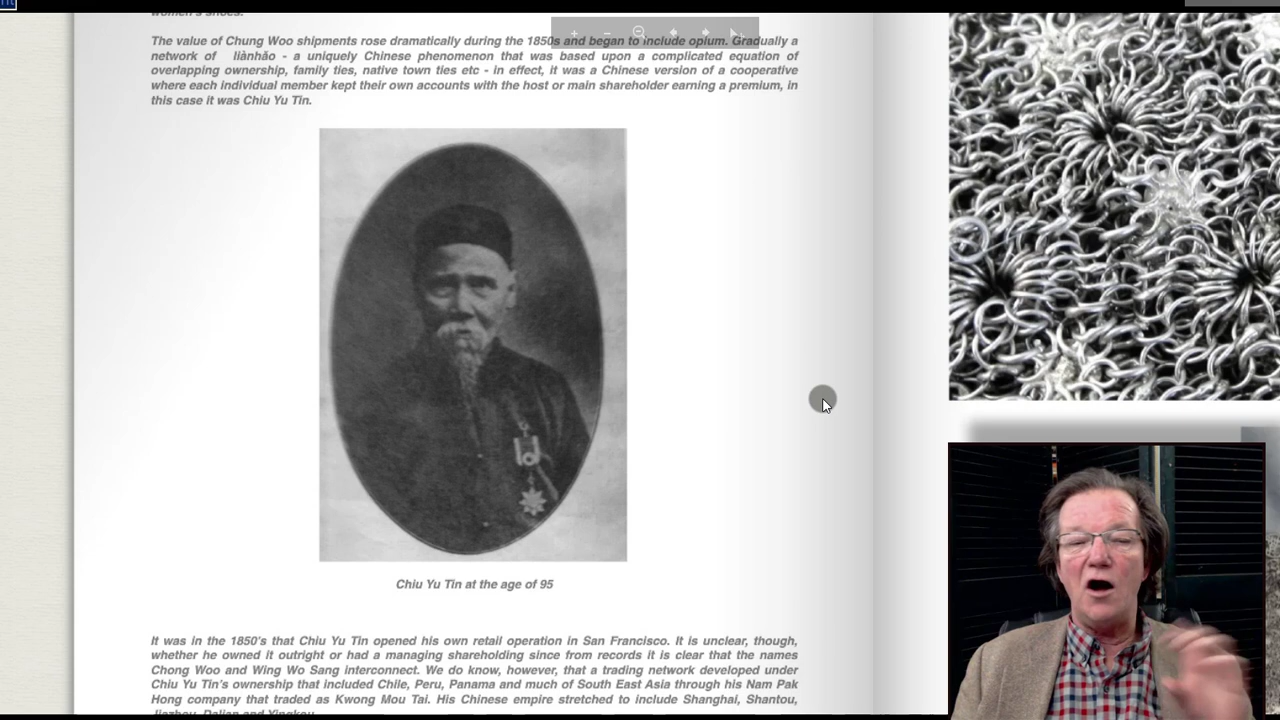 women's shoes.
The value of Chung Woo shipments rose dramatically during the 1850s and began to include opium. Gradually a
network of liànhào - a uniquely Chinese phenomenon that was based upon a complicated equation of
overlapping ownership, family ties, native town ties etc - in effect, it was a Chinese version of a cooperative
where each individual member kept their own accounts with the host or main shareholder earning a premium, in
this case it was Chiu Yu Tin.
Chiu Yu Tin at the age of 95
It was in the 1850's that Chiu Yu Tin opened his own retail operation in San Francisco. It is unclear, though,
whether he owned it outright or had a managing shareholding since from records it is clear that the names
Chong Woo and Wing Wo Sang interconnect. We do know, however, that a trading network developed under
Chiu Yu Tin's ownership that included Chile, Peru, Panama and much of South East Asia through his Nam Pak
Hong company that traded as Kwong Mou Tai. His Chinese empire stretched to include Shanghai, Shantou,
Jiazhou, Dalian and Yingkou.